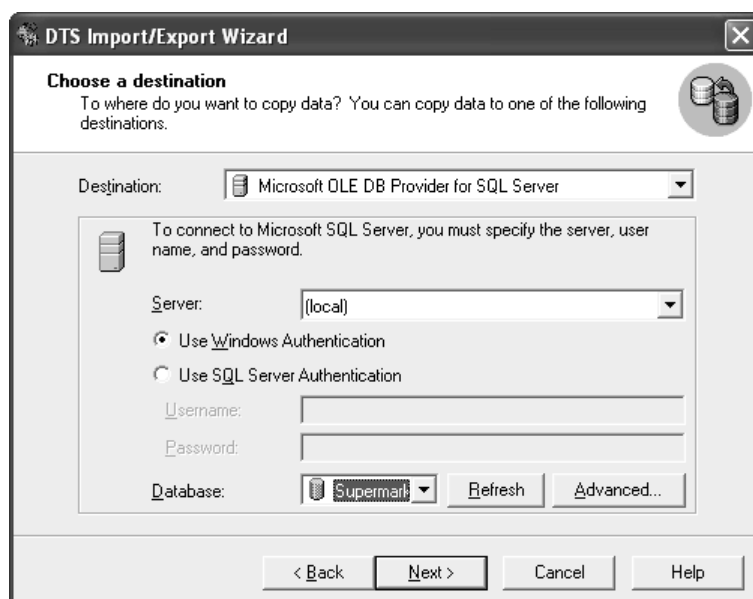 DTS Import/Export Wizard
Choose a destination
To where do you want to copy data? You can copy data to one of the following
destinations.
Destination: Microsoft OLE DB Provider for SQL Server
To connect to Microsoft SQL Server, you must specify the server, user
name, and password.
Server: (local)
Use Windows Authentication
Use SQL Server Authentication
Username:
Password:
Database: Supermark Refresh Advanced...
< Back Next > Cancel Help